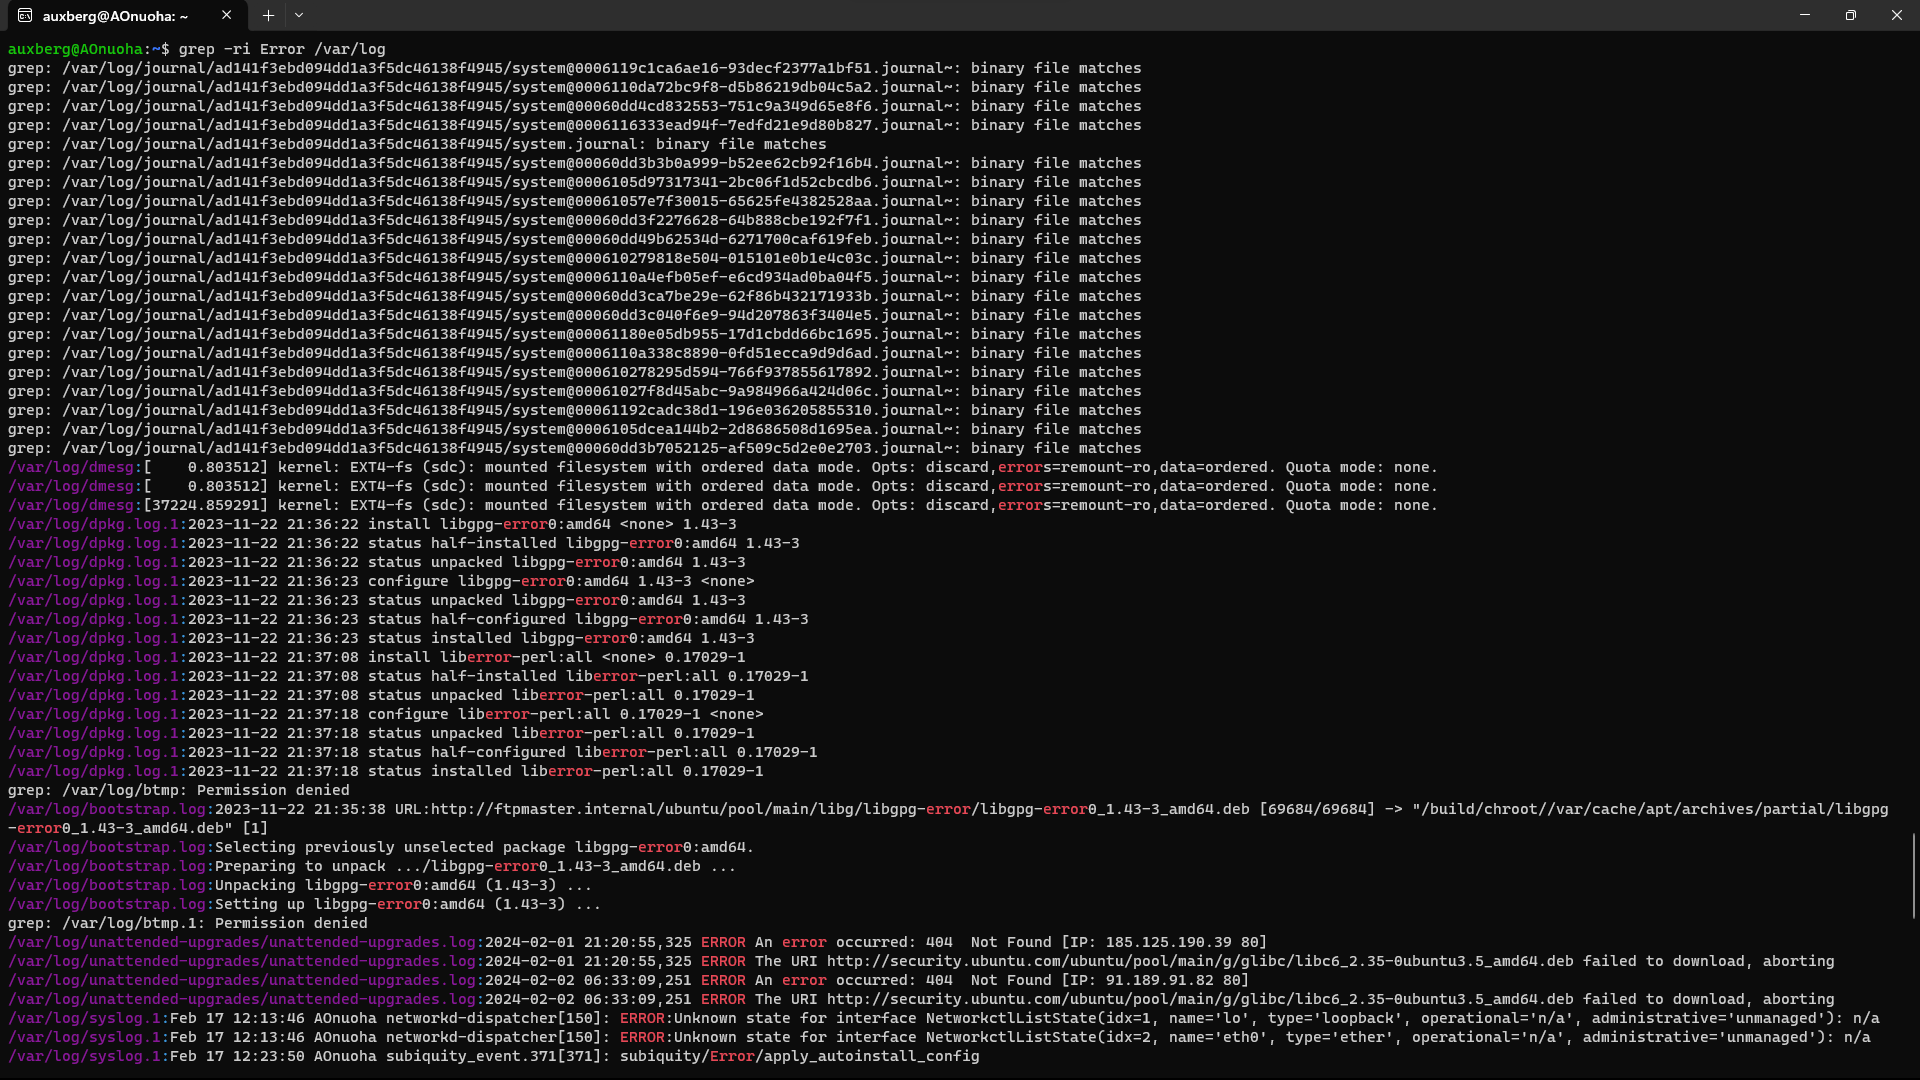 auxberg@AOnuoha: ~
auxberg@AOnuoha:~$ grep -ri Error /var/log
grep: /var/log/journal/ad141f3ebd094dd1a3f5dc46138f4945/system@0006119c1ca6ae16-93decf2377a1bf51.journal~: binary file matches
grep: /var/log/journal/ad141f3ebd094dd1a3f5dc46138f4945/system@0006110da72bc9f8-d5b86219db04c5a2.journal~: binary file matches
grep: /var/log/journal/ad141f3ebd094dd1a3f5dc46138f4945/system@00060dd4cd832553-751c9a349d65e8f6.journal~: binary file matches
grep: /var/log/journal/ad141f3ebd094dd1a3f5dc46138f4945/system@0006116333ead94f-7edfd21e9d80b827.journal~: binary file matches
grep: /var/log/journal/ad141f3ebd094dd1a3f5dc46138f4945/system.journal: binary file matches
grep: /var/log/journal/ad141f3ebd094dd1a3f5dc46138f4945/system@00060dd3b3b0a999-b52ee62cb92f16b4.journal~: binary file matches
grep: /var/log/journal/ad141f3ebd094dd1a3f5dc46138f4945/system@0006105d97317341-2bc06f1d52cbcdb6.journal~: binary file matches
grep: /var/log/journal/ad141f3ebd094dd1a3f5dc46138f4945/system@00061057e7f30015-65625fe4382528aa.journal~: binary file matches
grep: /var/log/journal/ad141f3ebd094dd1a3f5dc46138f4945/system@00060dd3f2276628-64b888cbe192f7f1.journal~: binary file matches
grep: /var/log/journal/ad141f3ebd094dd1a3f5dc46138f4945/system@00060dd49b62534d-6271700caf619feb.journal~: binary file matches
grep: /var/log/journal/ad141f3ebd094dd1a3f5dc46138f4945/system@000610279818e504-015101e0b1e4c03c.journal~: binary file matches
grep: /var/log/journal/ad141f3ebd094dd1a3f5dc46138f4945/system@0006110a4efb05ef-e6cd934ad0ba04f5.journal~: binary file matches
grep: /var/log/journal/ad141f3ebd094dd1a3f5dc46138f4945/system@00060dd3ca7be29e-62f86b432171933b.journal~: binary file matches
grep: /var/log/journal/ad141f3ebd094dd1a3f5dc46138f4945/system@00060dd3c040f6e9-94d207863f3404e5.journal~: binary file matches
grep: /var/log/journal/ad141f3ebd094dd1a3f5dc46138f4945/system@00061180e05db955-17d1cbdd66bc1695.journal~: binary file matches
grep: /var/log/journal/ad141f3ebd094dd1a3f5dc46138f4945/system@0006110a338c8890-0fd51ecca9d9d6ad.journal~: binary file matches
grep: /var/log/journal/ad141f3ebd094dd1a3f5dc46138f4945/system@000610278295d594-766f937855617892.journal~: binary file matches
grep: /var/log/journal/ad141f3ebd094dd1a3f5dc46138f4945/system@00061027f8d45abc-9a984966a424d06c.journal~: binary file matches
grep: /var/log/journal/ad141f3ebd094dd1a3f5dc46138f4945/system@00061192cadc38d1-196e036205855310.journal~: binary file matches
grep: /var/log/journal/ad141f3ebd094dd1a3f5dc46138f4945/system@0006105dcea144b2-2d8686508d1695ea.journal~: binary file matches
grep: /var/log/journal/ad141f3ebd094dd1a3f5dc46138f4945/system@00060dd3b7052125-af509c5d2e0e2703.journal~: binary file matches
/var/log/dmesg:[    0.803512] kernel: EXT4-fs (sdc): mounted filesystem with ordered data mode. Opts: discard,errors=remount-ro,data=ordered. Quota mode: none.
/var/log/dmesg:[    0.803512] kernel: EXT4-fs (sdc): mounted filesystem with ordered data mode. Opts: discard,errors=remount-ro,data=ordered. Quota mode: none.
/var/log/dmesg:[37224.859291] kernel: EXT4-fs (sdc): mounted filesystem with ordered data mode. Opts: discard,errors=remount-ro,data=ordered. Quota mode: none.
/var/log/dpkg.log.1:2023-11-22 21:36:22 install libgpg-error0:amd64 <none> 1.43-3
/var/log/dpkg.log.1:2023-11-22 21:36:22 status half-installed libgpg-error0:amd64 1.43-3
/var/log/dpkg.log.1:2023-11-22 21:36:22 status unpacked libgpg-error0:amd64 1.43-3
/var/log/dpkg.log.1:2023-11-22 21:36:23 configure libgpg-error0:amd64 1.43-3 <none>
/var/log/dpkg.log.1:2023-11-22 21:36:23 status unpacked libgpg-error0:amd64 1.43-3
/var/log/dpkg.log.1:2023-11-22 21:36:23 status half-configured libgpg-error0:amd64 1.43-3
/var/log/dpkg.log.1:2023-11-22 21:36:23 status installed libgpg-error0:amd64 1.43-3
/var/log/dpkg.log.1:2023-11-22 21:37:08 install liberror-perl:all <none> 0.17029-1
/var/log/dpkg.log.1:2023-11-22 21:37:08 status half-installed liberror-perl:all 0.17029-1
/var/log/dpkg.log.1:2023-11-22 21:37:08 status unpacked liberror-perl:all 0.17029-1
/var/log/dpkg.log.1:2023-11-22 21:37:18 configure liberror-perl:all 0.17029-1 <none>
/var/log/dpkg.log.1:2023-11-22 21:37:18 status unpacked liberror-perl:all 0.17029-1
/var/log/dpkg.log.1:2023-11-22 21:37:18 status half-configured liberror-perl:all 0.17029-1
/var/log/dpkg.log.1:2023-11-22 21:37:18 status installed liberror-perl:all 0.17029-1
grep: /var/log/btmp: Permission denied
/var/log/bootstrap.log:2023-11-22 21:35:38 URL:http://ftpmaster.internal/ubuntu/pool/main/libg/libgpg-error/libgpg-error0_1.43-3_amd64.deb [69684/69684] -> "/build/chroot//var/cache/apt/archives/partial/libgpg
-error0_1.43-3_amd64.deb" [1]
/var/log/bootstrap.log:Selecting previously unselected package libgpg-error0:amd64.
/var/log/bootstrap.log:Preparing to unpack .../libgpg-error0_1.43-3_amd64.deb ...
/var/log/bootstrap.log:Unpacking libgpg-error0:amd64 (1.43-3) ...
/var/log/bootstrap.log:Setting up libgpg-error0:amd64 (1.43-3) ...
grep: /var/log/btmp.1: Permission denied
/var/log/unattended-upgrades/unattended-upgrades.log:2024-02-01 21:20:55,325 ERROR An error occurred: 404  Not Found [IP: 185.125.190.39 80]
/var/log/unattended-upgrades/unattended-upgrades.log:2024-02-01 21:20:55,325 ERROR The URI http://security.ubuntu.com/ubuntu/pool/main/g/glibc/libc6_2.35-0ubuntu3.5_amd64.deb failed to download, aborting
/var/log/unattended-upgrades/unattended-upgrades.log:2024-02-02 06:33:09,251 ERROR An error occurred: 404  Not Found [IP: 91.189.91.82 80]
/var/log/unattended-upgrades/unattended-upgrades.log:2024-02-02 06:33:09,251 ERROR The URI http://security.ubuntu.com/ubuntu/pool/main/g/glibc/libc6_2.35-0ubuntu3.5_amd64.deb failed to download, aborting
/var/log/syslog.1:Feb 17 12:13:46 AOnuoha networkd-dispatcher[150]: ERROR:Unknown state for interface NetworkctlListState(idx=1, name='lo', type='loopback', operational='n/a', administrative='unmanaged'): n/a
/var/log/syslog.1:Feb 17 12:13:46 AOnuoha networkd-dispatcher[150]: ERROR:Unknown state for interface NetworkctlListState(idx=2, name='eth0', type='ether', operational='n/a', administrative='unmanaged'): n/a
/var/log/syslog.1:Feb 17 12:23:50 AOnuoha subiquity_event.371[371]: subiquity/Error/apply_autoinstall_config